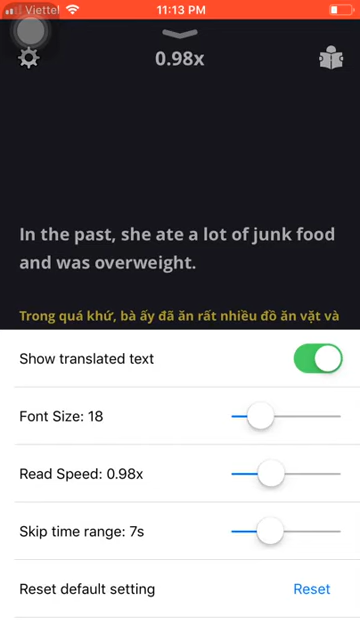 Viettel 11:13 PM
0.98x
In the past, she ate a lot of junk food
and was overweight.
Trong quá khứ, bà ấy đã ăn rất nhiều đồ ăn vặt và
Show translated text
Font Size: 18
Read Speed: 0.98x
Skip time range: 7s
Reset default setting Reset